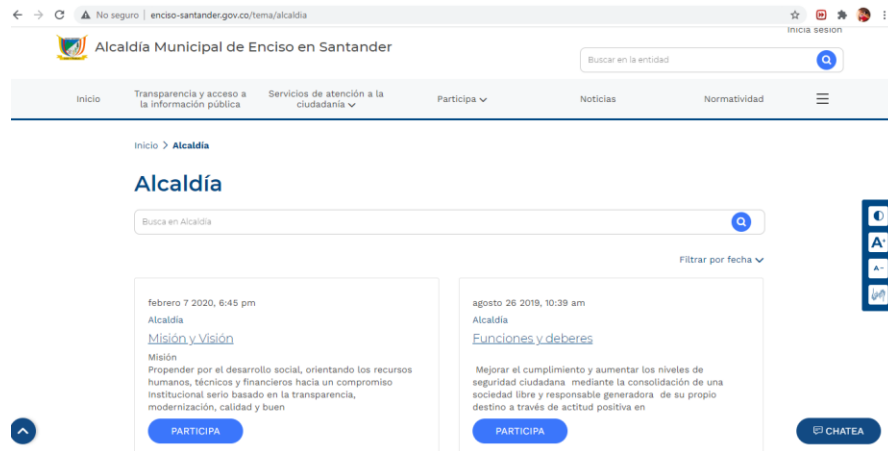 No seguro | enciso-santander.gov.co/tema/alcaldia
Inicia sesión
Alcaldía Municipal de Enciso en Santander
Buscar en la entidad
Inicio
Transparencia y acceso a
la información pública
Servicios de atención a la
ciudadanía
Participa
Noticias
Normatividad
Inicio > Alcaldía
Alcaldía
Busca en Alcaldía
Filtrar por fecha
febrero 7 2020, 6:45 pm
Alcaldía
Misión y Visión
Misión
Propender por el desarrollo social, orientando los recursos
humanos, técnicos y financieros hacia un compromiso
Institucional serio basado en la transparencia,
modernización, calidad y buen
PARTICIPA
agosto 26 2019, 10:39 am
Alcaldía
Funciones y deberes
Mejorar el cumplimiento y aumentar los niveles de
seguridad ciudadana mediante la consolidación de una
sociedad libre y responsable generadora de su propio
destino a través de actitud positiva en
PARTICIPA
A+
A-
CHATEA